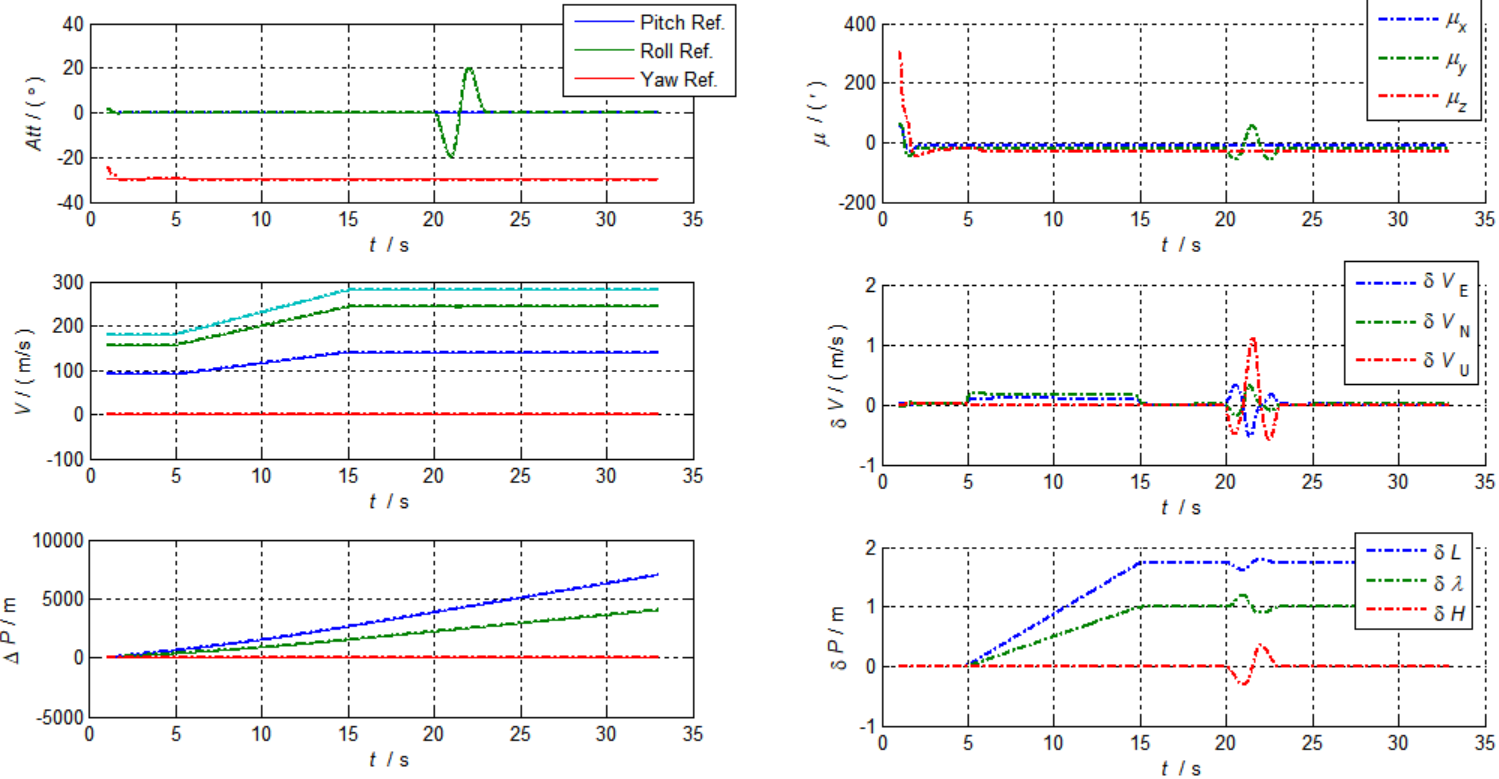 Att / ( ° )
40
20
0
-20
-40
0 5 10 15 20 25 30 35
t / s
Pitch Ref.
Roll Ref.
Yaw Ref.
μ / ( ′ )
400
200
0
-200
0 5 10 15 20 25 30 35
t / s
μx
μy
μz
V / ( m/s )
300
200
100
0
-100
0 5 10 15 20 25 30 35
t / s
δ V / ( m/s )
2
1
0
-1
0 5 10 15 20 25 30 35
t / s
δ VE
δ VN
δ VU
Δ P / m
10000
5000
0
-5000
0 5 10 15 20 25 30 35
t / s
δ P / m
2
1
0
-1
0 5 10 15 20 25 30 35
t / s
δ L
δ λ
δ H